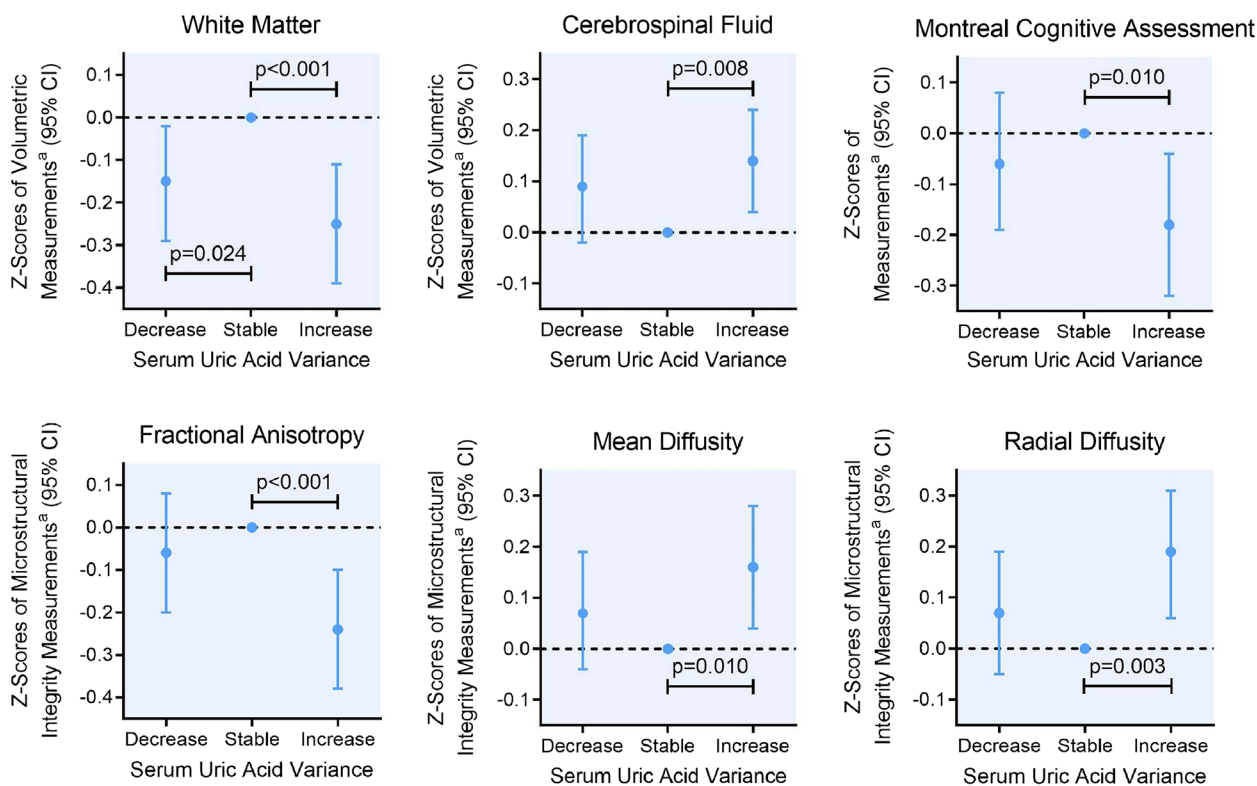 White Matter
Z-Scores of Volumetric
Measurementsᵃ (95% CI)
0.1
0.0
-0.1
-0.2
-0.3
-0.4
p<0.001
p=0.024
Decrease Stable Increase
Serum Uric Acid Variance
Cerebrospinal Fluid
Z-Scores of Volumetric
Measurementsᵃ (95% CI)
0.3
0.2
0.1
0.0
-0.1
p=0.008
Decrease Stable Increase
Serum Uric Acid Variance
Montreal Cognitive Assessment
Z-Scores of
Measurementsᵃ (95% CI)
0.1
0.0
-0.1
-0.2
-0.3
p=0.010
Decrease Stable Increase
Serum Uric Acid Variance
Fractional Anisotropy
Z-Scores of Microstructural
Integrity Measurementsᵃ (95% CI)
0.1
0.0
-0.1
-0.2
-0.3
-0.4
p<0.001
Decrease Stable Increase
Serum Uric Acid Variance
Mean Diffusity
Z-Scores of Microstructural
Integrity Measurementsᵃ (95% CI)
0.3
0.2
0.1
0.0
-0.1
p=0.010
Decrease Stable Increase
Serum Uric Acid Variance
Radial Diffusity
Z-Scores of Microstructural
Integrity Measurementsᵃ (95% CI)
0.3
0.2
0.1
0.0
-0.1
p=0.003
Decrease Stable Increase
Serum Uric Acid Variance